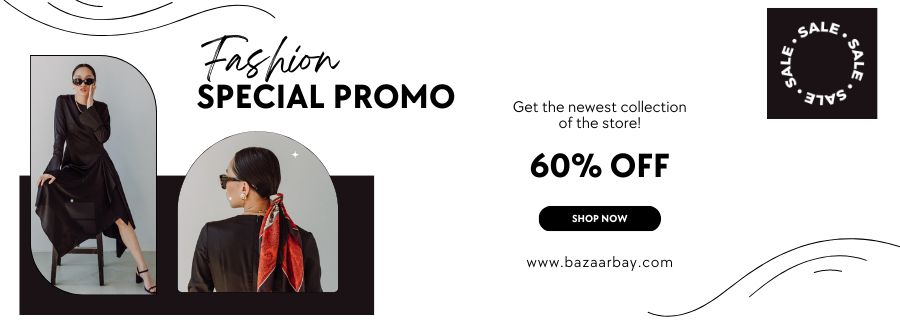 Fashion
SPECIAL PROMO
Get the newest collection
of the store!
60% OFF
SHOP NOW
www.bazaarbay.com
SALE • SALE • SALE • SALE •